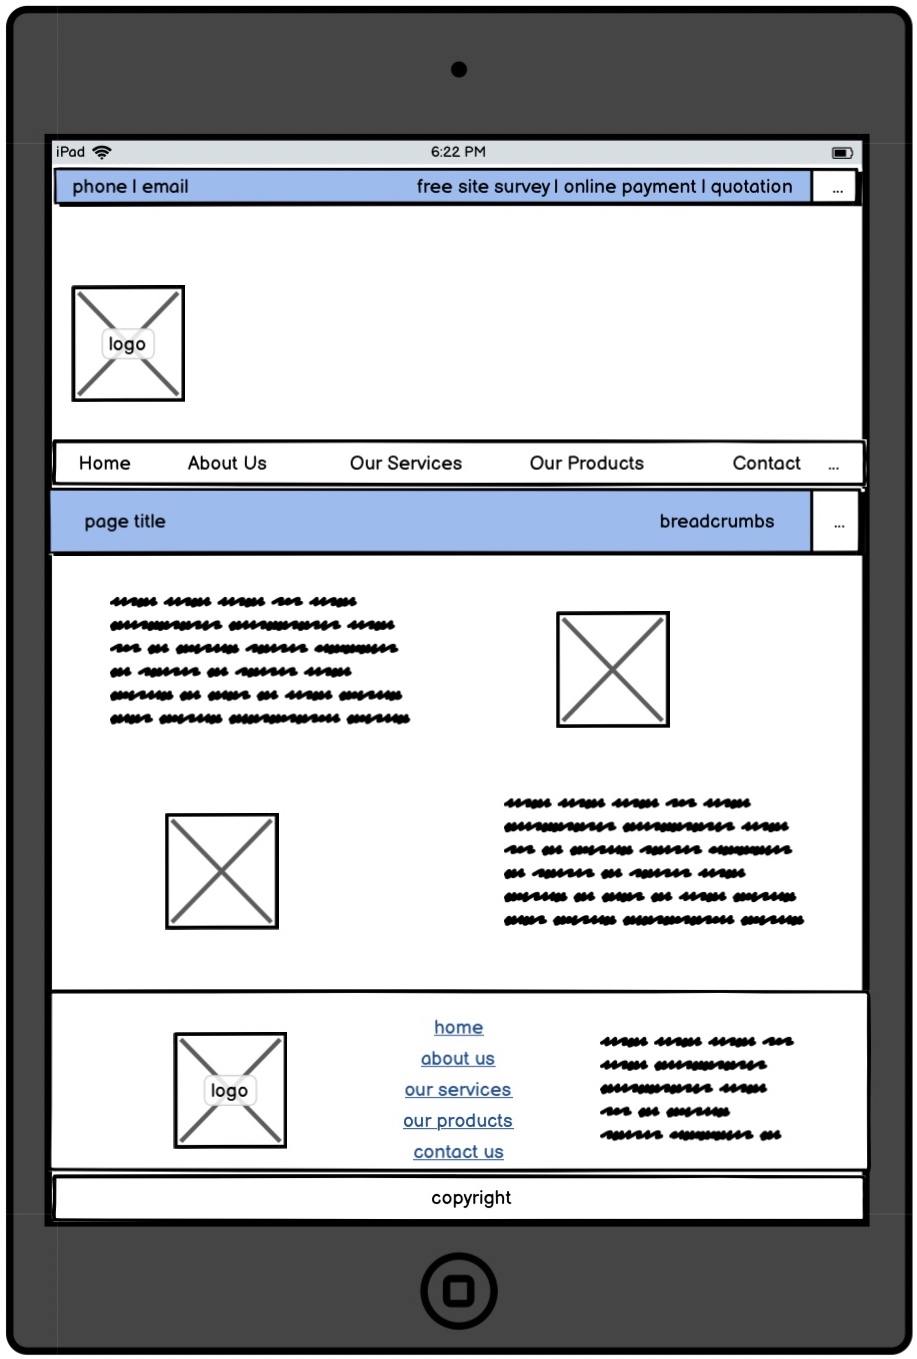 iPad 6:22 PM
phone | email free site survey | online payment | quotation ...
logo
Home About Us Our Services Our Products Contact ...
page title breadcrumbs ...
logo
home
about us
our services
our products
contact us
copyright